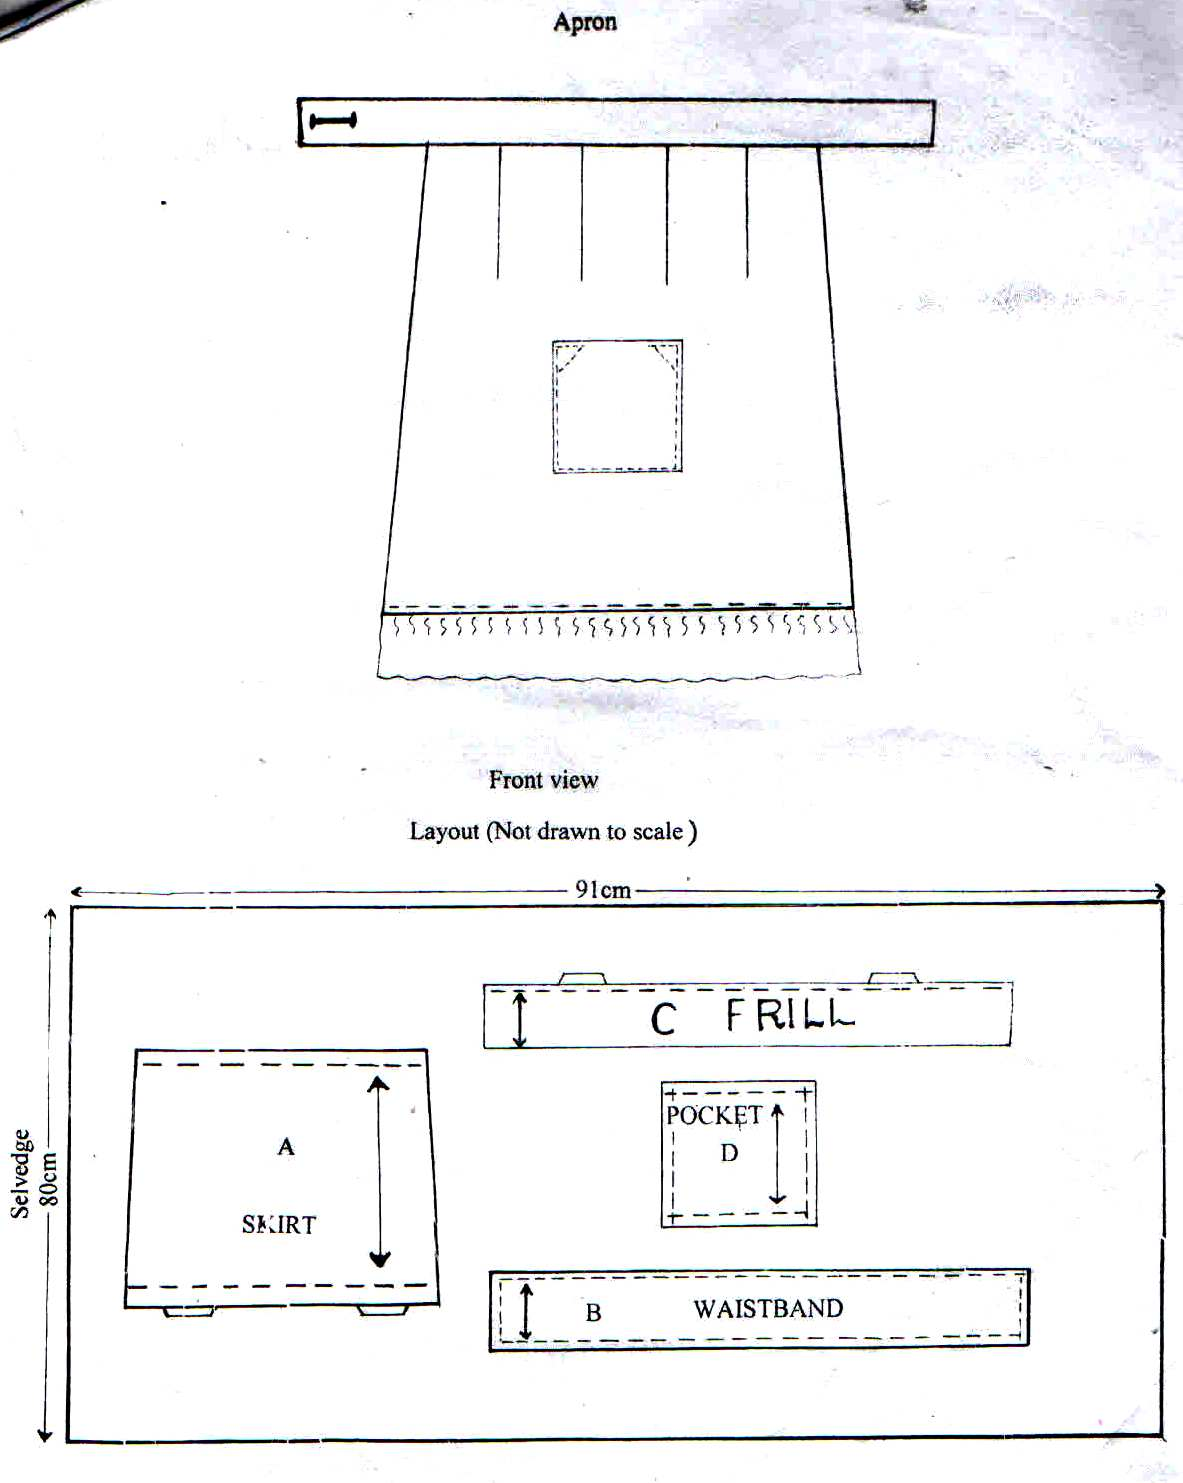 Apron
Front view
Layout (Not drawn to scale)
91cm
Selvedge
80cm
C FRILL
A
SKIRT
POCKET
D
B WAISTBAND